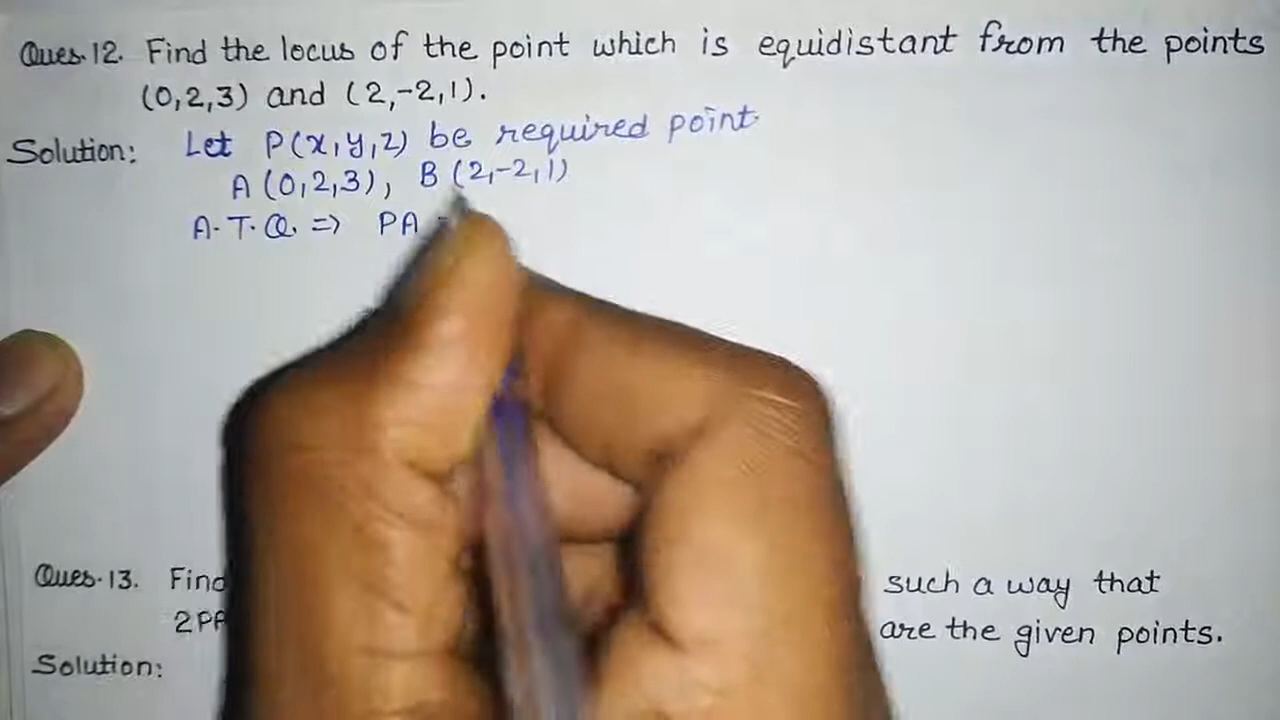 Ques.12. Find the locus of the point which is equidistant from the points
(0,2,3) and (2,-2,1).
Solution: Let P(x,y,z) be required point.
A(0,2,3), B(2,-2,1)
A.T.Q. => PA
Ques.13. Find such a way that
2PA are the given points.
Solution: